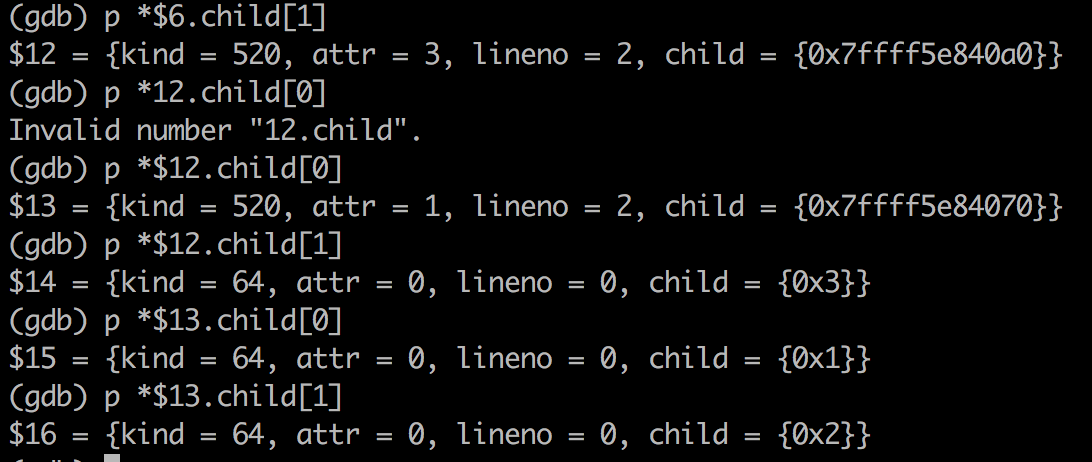 (gdb) p *$6.child[1]
$12 = {kind = 520, attr = 3, lineno = 2, child = {0x7ffff5e840a0}}
(gdb) p *12.child[0]
Invalid number "12.child".
(gdb) p *$12.child[0]
$13 = {kind = 520, attr = 1, lineno = 2, child = {0x7ffff5e84070}}
(gdb) p *$12.child[1]
$14 = {kind = 64, attr = 0, lineno = 0, child = {0x3}}
(gdb) p *$13.child[0]
$15 = {kind = 64, attr = 0, lineno = 0, child = {0x1}}
(gdb) p *$13.child[1]
$16 = {kind = 64, attr = 0, lineno = 0, child = {0x2}}